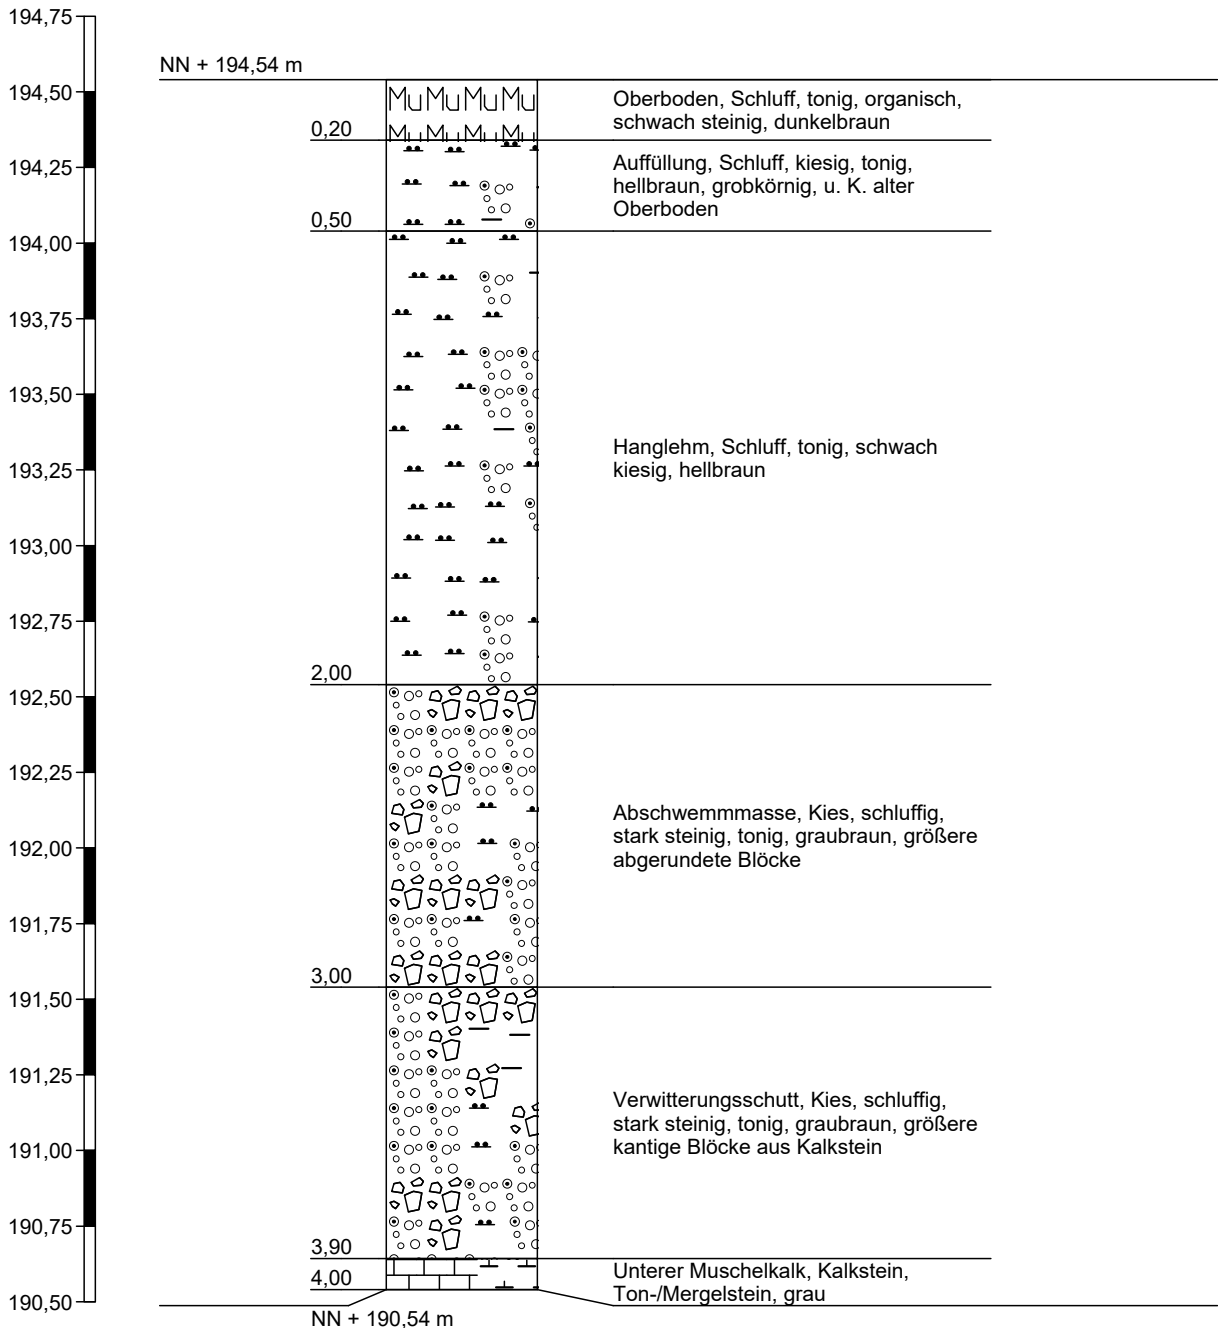 194,75
NN + 194,54 m
194,50
Oberboden, Schluff, tonig, organisch,
schwach steinig, dunkelbraun
0,20
194,25
Auffüllung, Schluff, kiesig, tonig,
hellbraun, grobkörnig, u. K. alter
Oberboden
0,50
194,00
193,75
193,50
Hanglehm, Schluff, tonig, schwach
kiesig, hellbraun
193,25
193,00
192,75
2,00
192,50
192,25
Abschwemmmasse, Kies, schluffig,
stark steinig, tonig, graubraun, größere
abgerundete Blöcke
192,00
191,75
3,00
191,50
191,25
Verwitterungsschutt, Kies, schluffig,
stark steinig, tonig, graubraun, größere
kantige Blöcke aus Kalkstein
191,00
190,75
3,90
Unterer Muschelkalk, Kalkstein,
Ton-/Mergelstein, grau
4,00
190,50
NN + 190,54 m